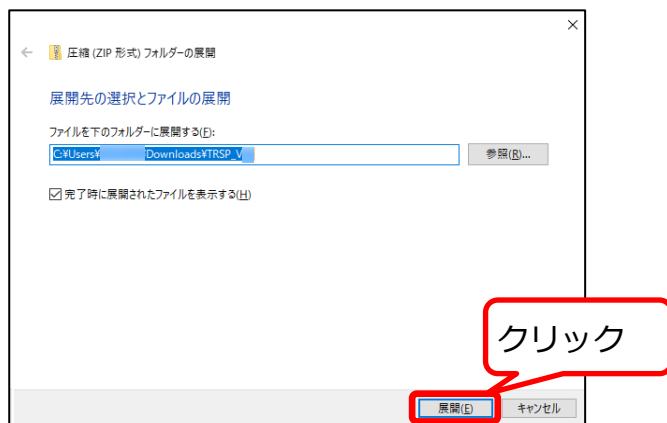 圧縮 (ZIP 形式) フォルダーの展開
展開先の選択とファイルの展開
ファイルを下のフォルダーに展開する(F):
C:¥Users¥ Downloads¥TRSP_V
参照(R)...
完了時に展開されたファイルを表示する(H)
クリック
展開(E)
キャンセル